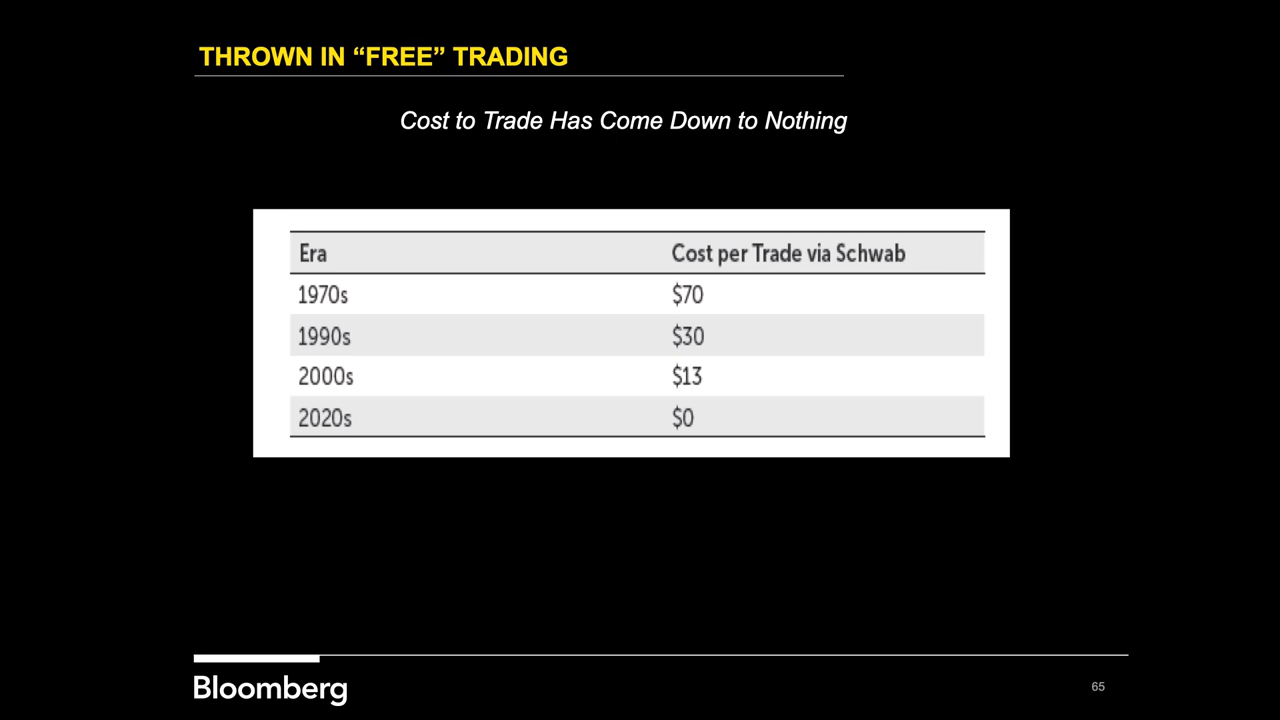 THROWN IN “FREE” TRADING
Cost to Trade Has Come Down to Nothing
Era Cost per Trade via Schwab
1970s $70
1990s $30
2000s $13
2020s $0
Bloomberg
65